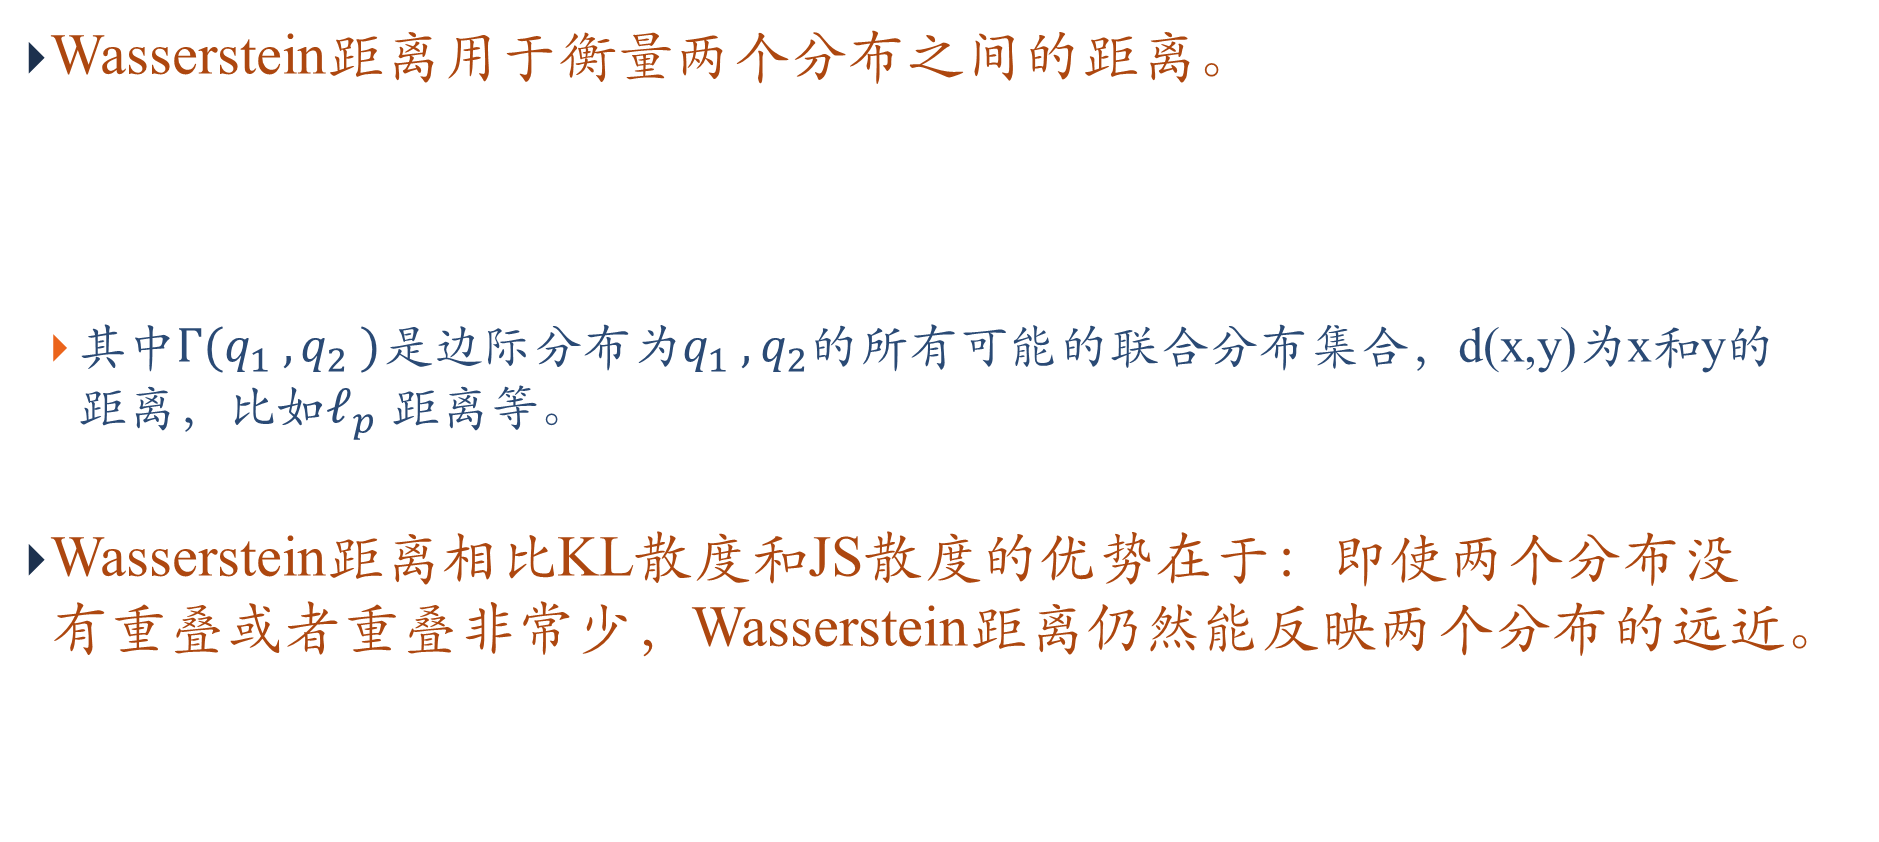 Wasserstein距离用于衡量两个分布之间的距离。
其中Γ(q₁ ,q₂ )是边际分布为q₁ ,q₂的所有可能的联合分布集合，d(x,y)为x和y的
距离，比如ℓₚ 距离等。
Wasserstein距离相比KL散度和JS散度的优势在于：即使两个分布没
有重叠或者重叠非常少，Wasserstein距离仍然能反映两个分布的远近。